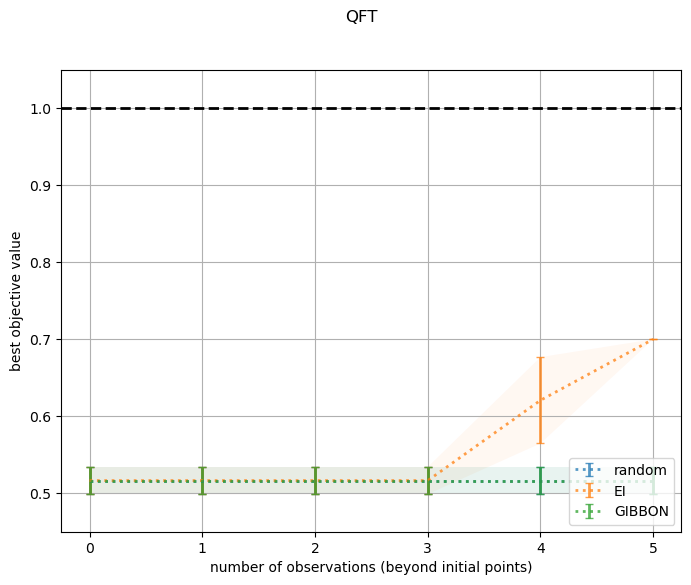 QFT
1.0
0.9
0.8
0.7
0.6
0.5
best objective value
0
1
2
3
4
5
number of observations (beyond initial points)
random
EI
GIBBON